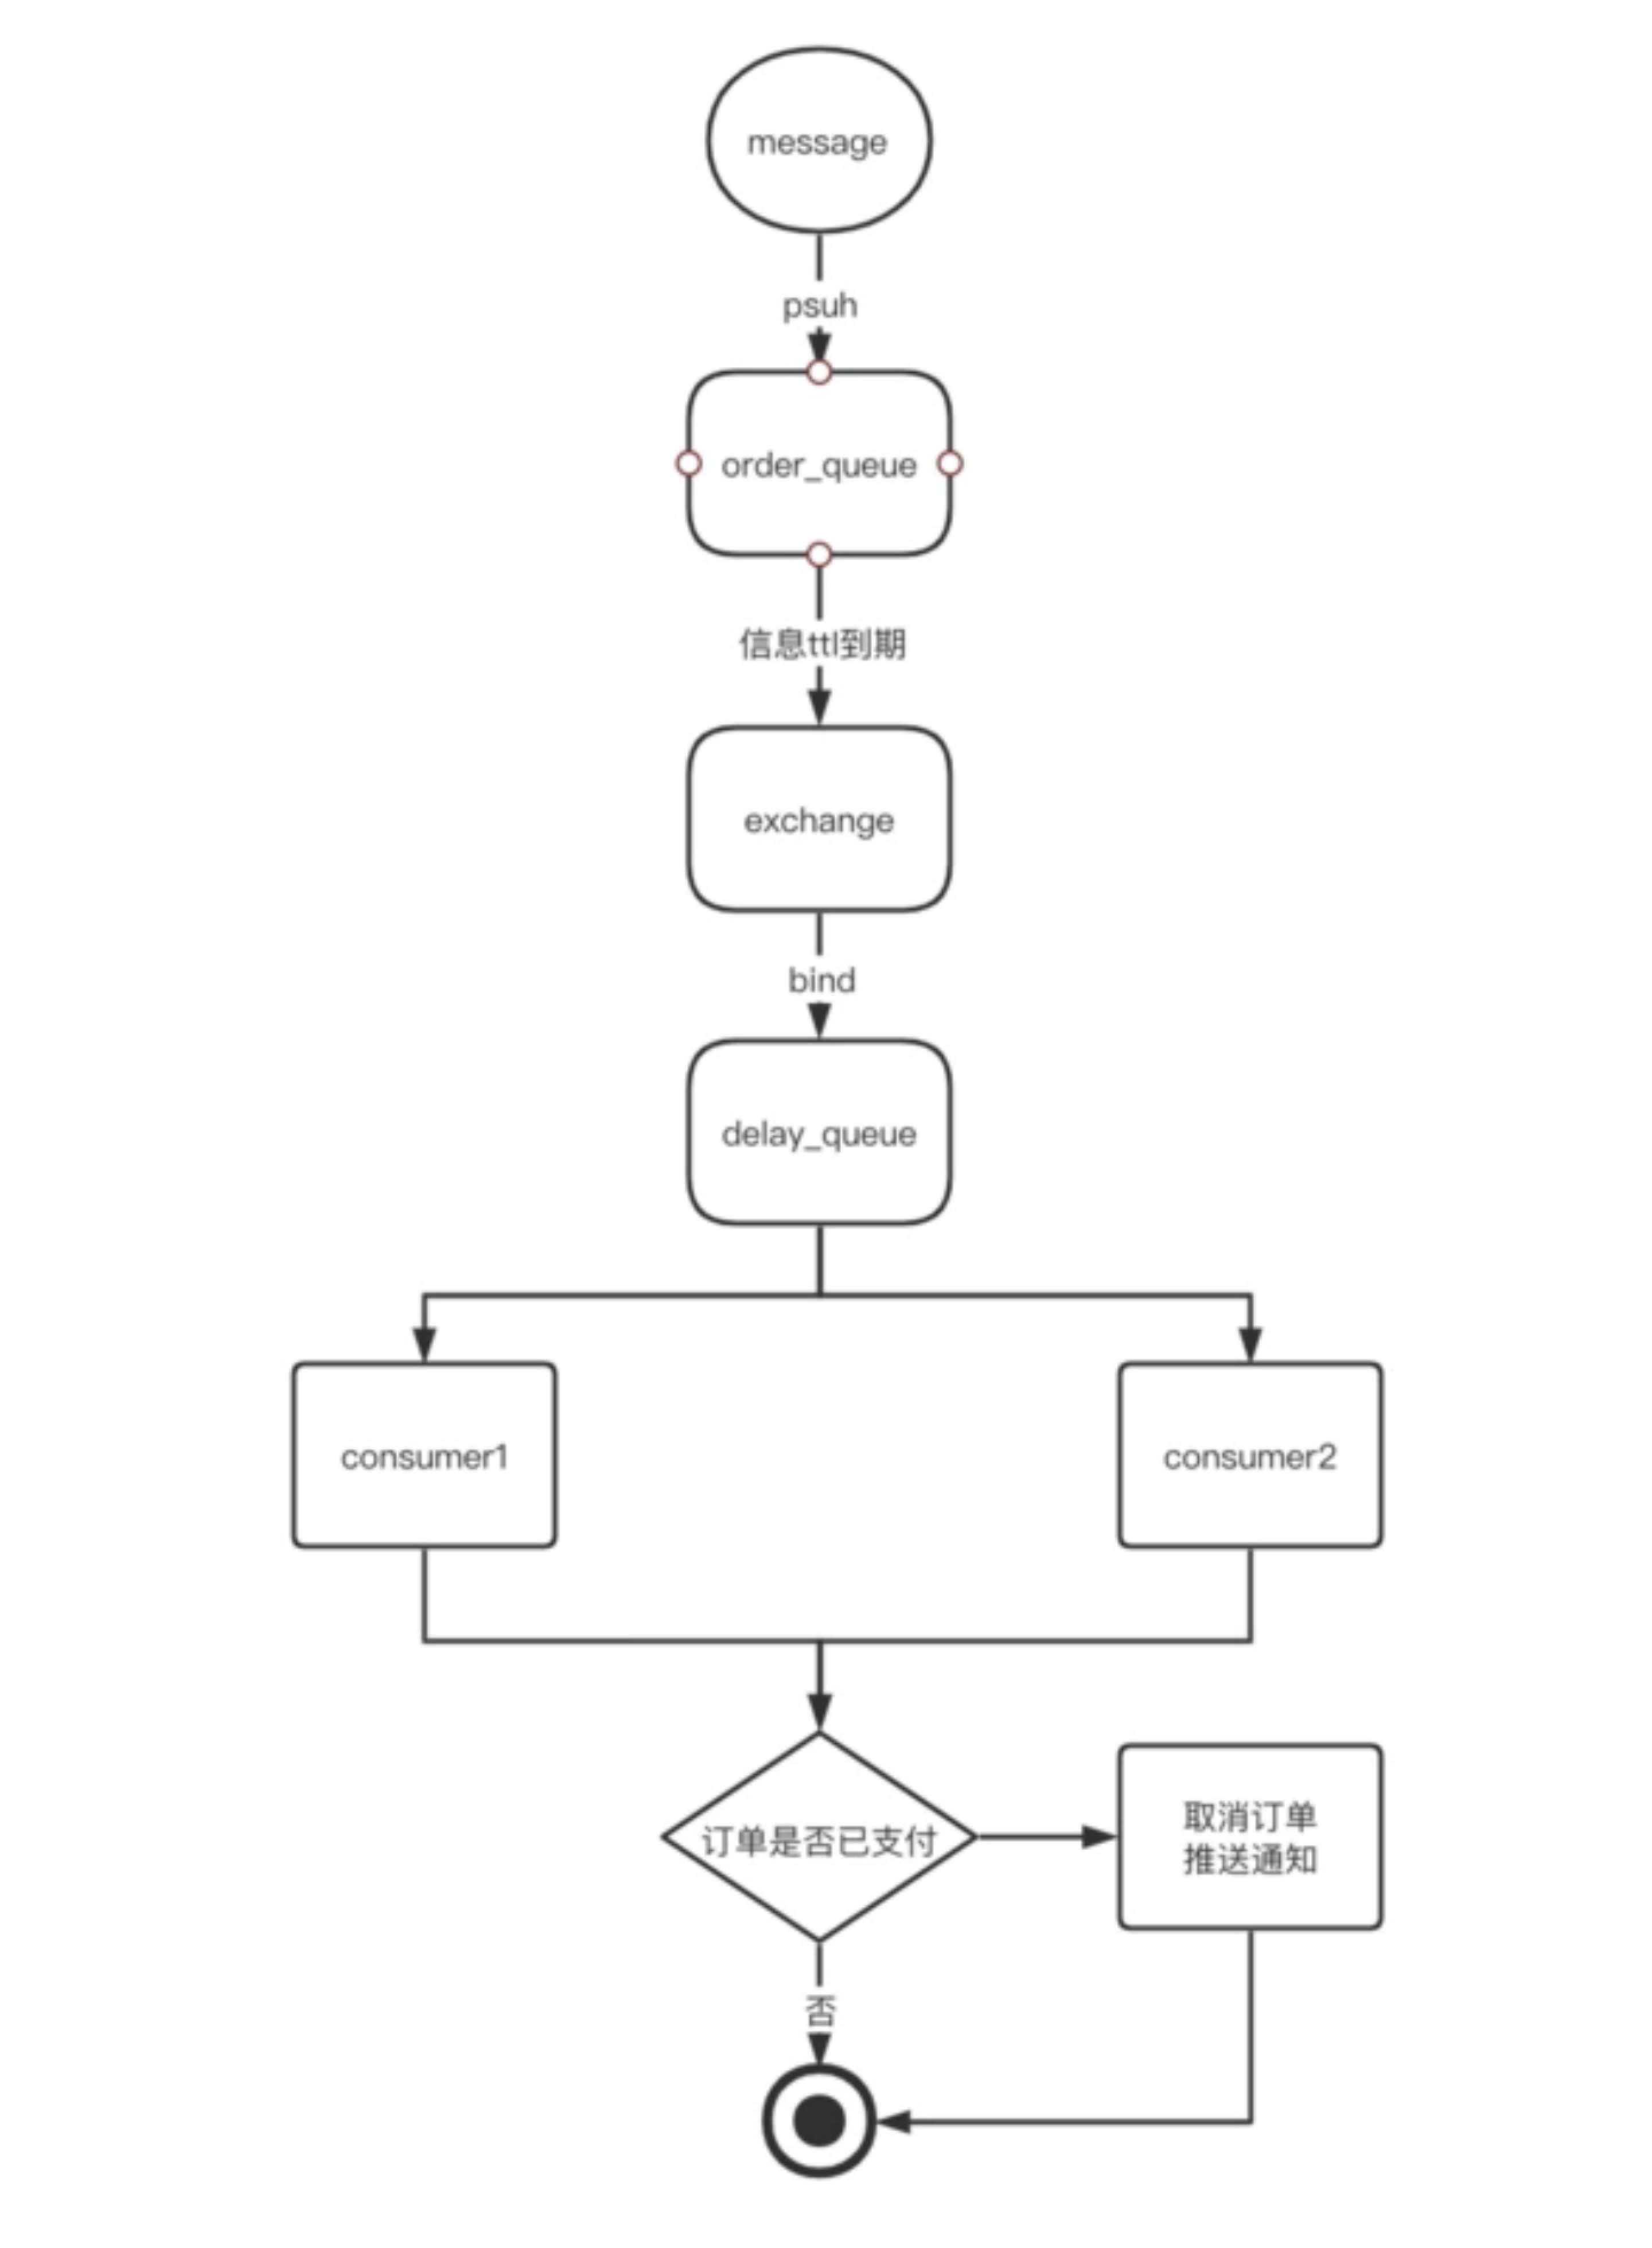 message
psuh
order_queue
信息ttl到期
exchange
bind
delay_queue
consumer1
consumer2
订单是否已支付
取消订单
推送通知
否